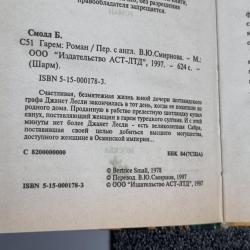 правообладателя запрещается.
Смолл Б.
С51 Гарем: Роман / Пер. с англ. В.Ю.Смирнова. - М.:
ООО "Издательство АСТ-ЛТД", 1997. - 624 с. -
(Шарм).
ISBN 5-15-000178-3.
Счастливая, безмятежная жизнь юной дочери шотландского
графа Джанет Лесли закончилась в тот день, когда ее похитили из
родного дома. Проданную в рабство прелестную шотландку купил
евнух, поставляющий женщин в гарем турецкого султана. И с этой
минуты нет более Джанет Лесли - есть великолепная Сайра,
поставившая своей целью добиться высшего могущества,
доступного женщине в Османской империи...
С 8200000000
ББК 84(7США)
© Bertrice Small, 1978
© Перевод. В.Ю.Смирнов, 1997
ISBN 5-15-000178-3
© ООО "Издательство АСТ-ЛТД", 1997